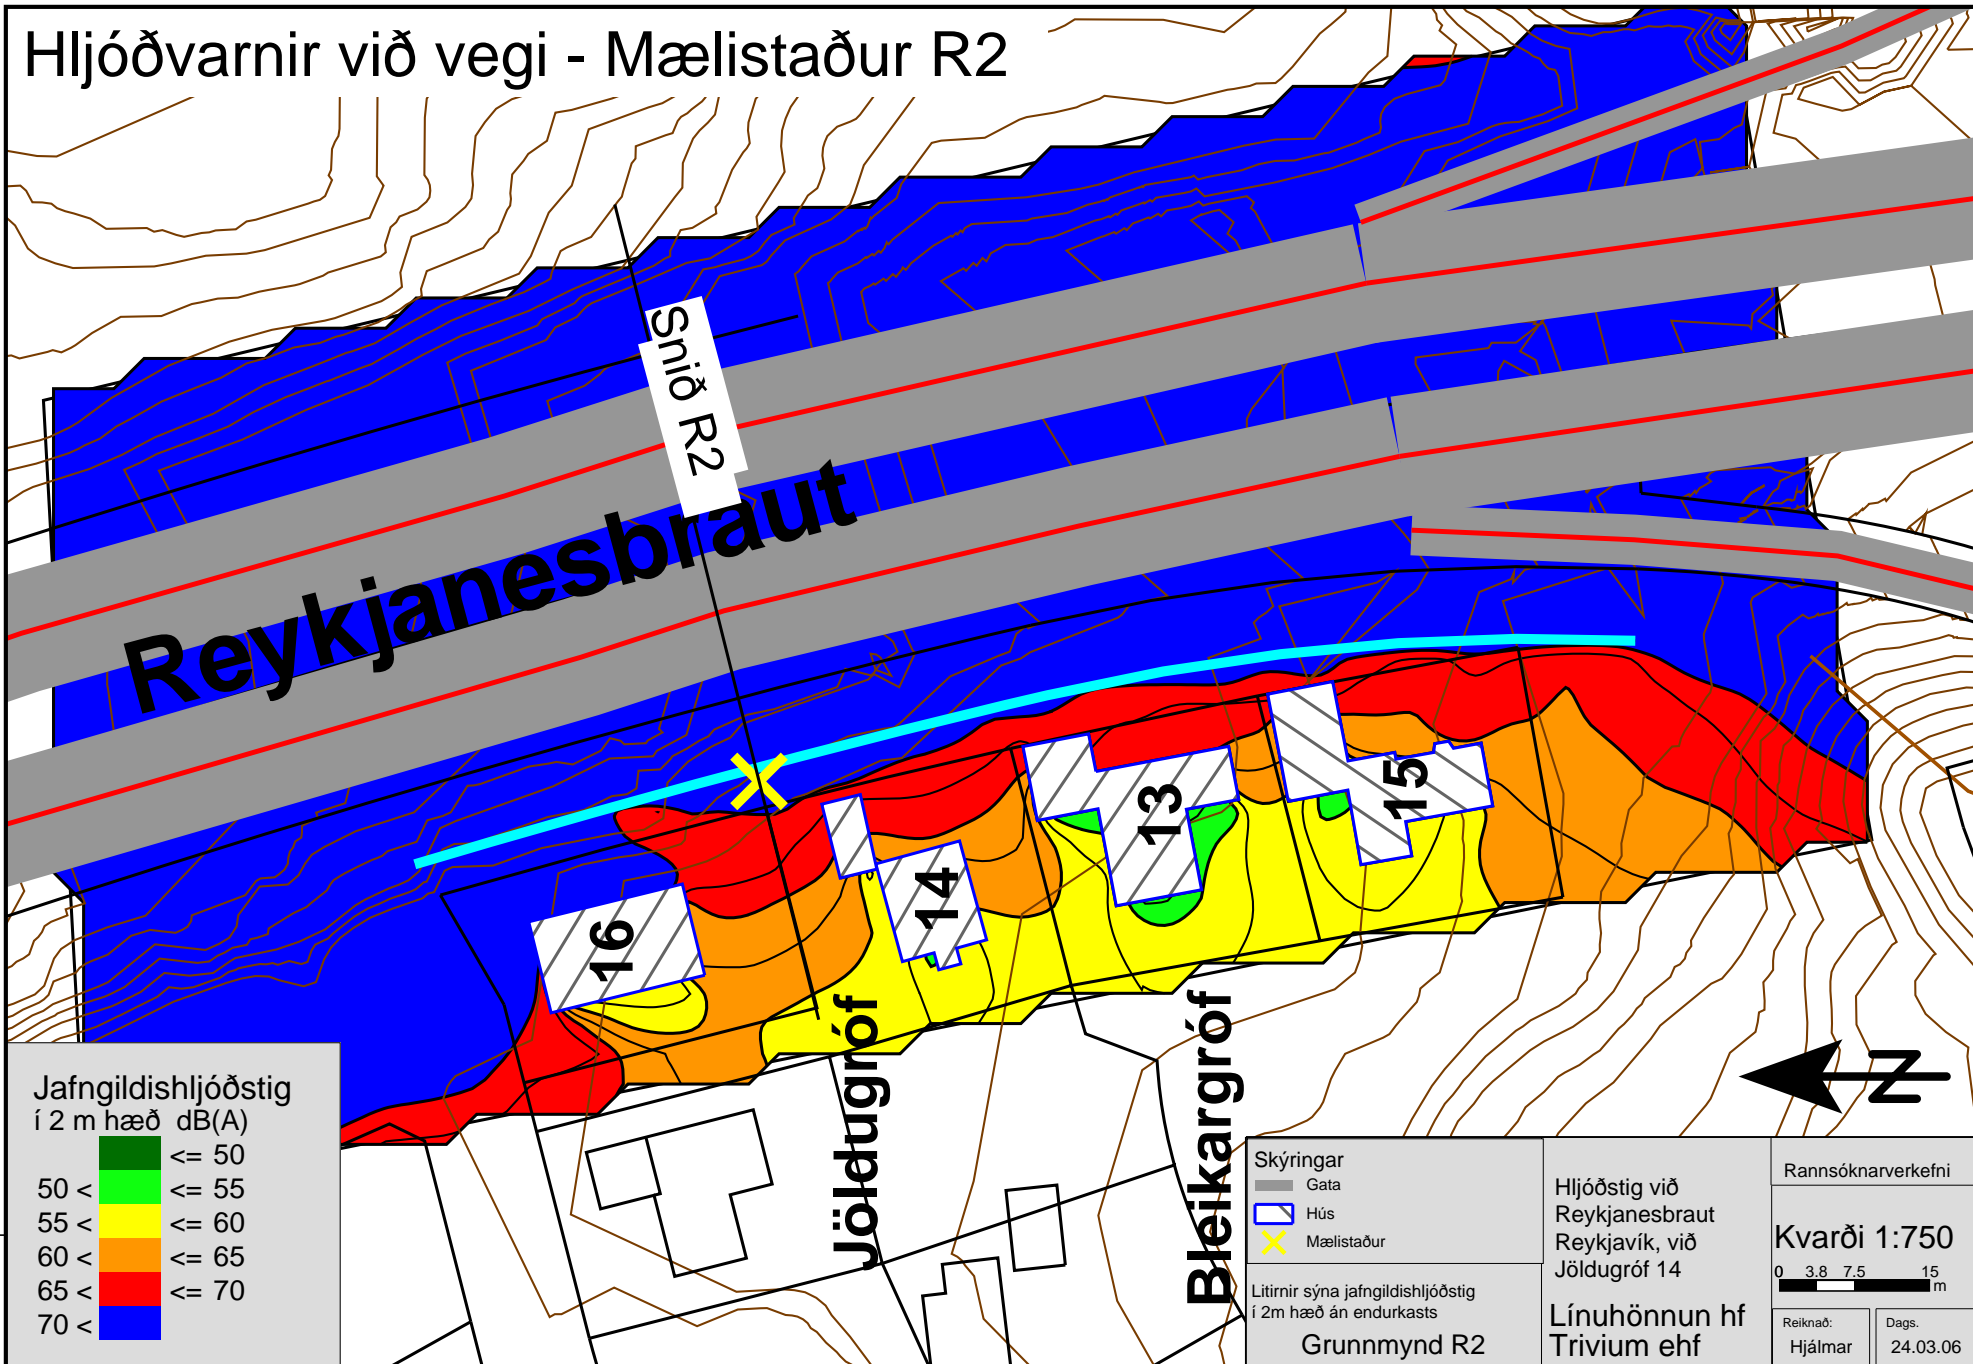 Hljóðvarnir við vegi - Mælistaður R2
Snið R2
Reykjanesbraut
16
14
13
15
Jöldugróf
Bleikargróf
N
Jafngildishljóðstig
í 2 m hæð dB(A)
<= 50
50 < <= 55
55 < <= 60
60 < <= 65
65 < <= 70
70 <
Skýringar
Gata
Hús
Mælistaður
Litirnir sýna jafngildishljóðstig
í 2m hæð án endurkasts
Grunnmynd R2
Hljóðstig við
Reykjanesbraut
Reykjavík, við
Jöldugróf 14
Línuhönnun hf
Trivium ehf
Rannsóknarverkefni
Kvarði 1:750
0 3.8 7.5 15
m
Reiknað:
Hjálmar
Dags.
24.03.06